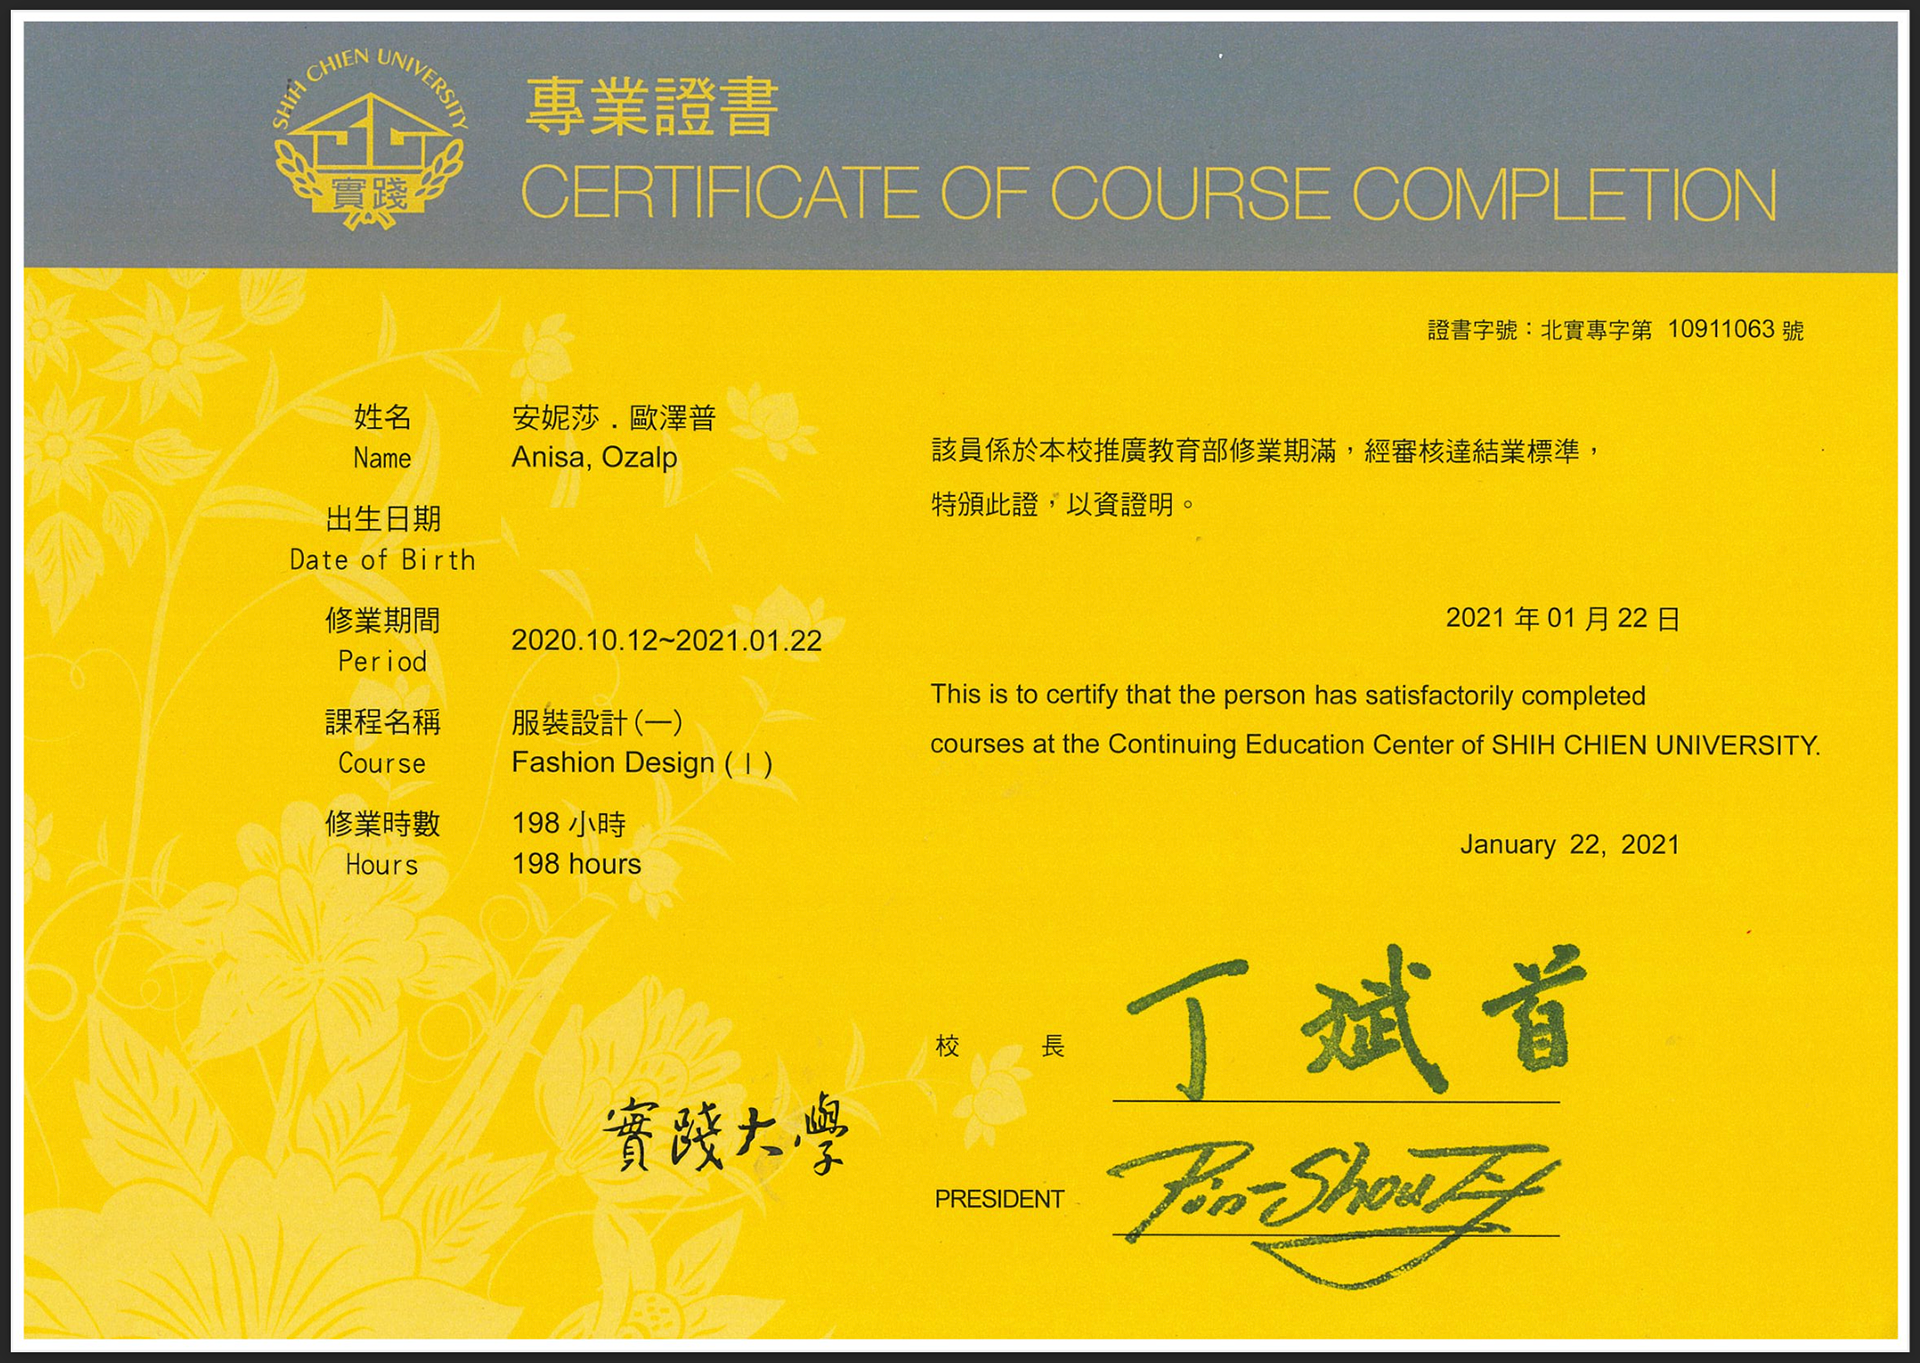 SHIH CHIEN UNIVERSITY
實踐
專業證書
CERTIFICATE OF COURSE COMPLETION
證書字號：北實專字第 10911063 號
姓名 安妮莎．歐澤普
Name Anisa, Ozalp
出生日期
Date of Birth
修業期間
Period
2020.10.12~2021.01.22
課程名稱 服裝設計(一)
Course Fashion Design ( I )
修業時數 198 小時
Hours 198 hours
該員係於本校推廣教育部修業期滿，經審核達結業標準，
特頒此證，以資證明。
2021 年 01 月 22 日
This is to certify that the person has satisfactorily completed
courses at the Continuing Education Center of SHIH CHIEN UNIVERSITY.
January 22, 2021
實踐大學
校 長 丁斌首
PRESIDENT Pin-Shou Ting